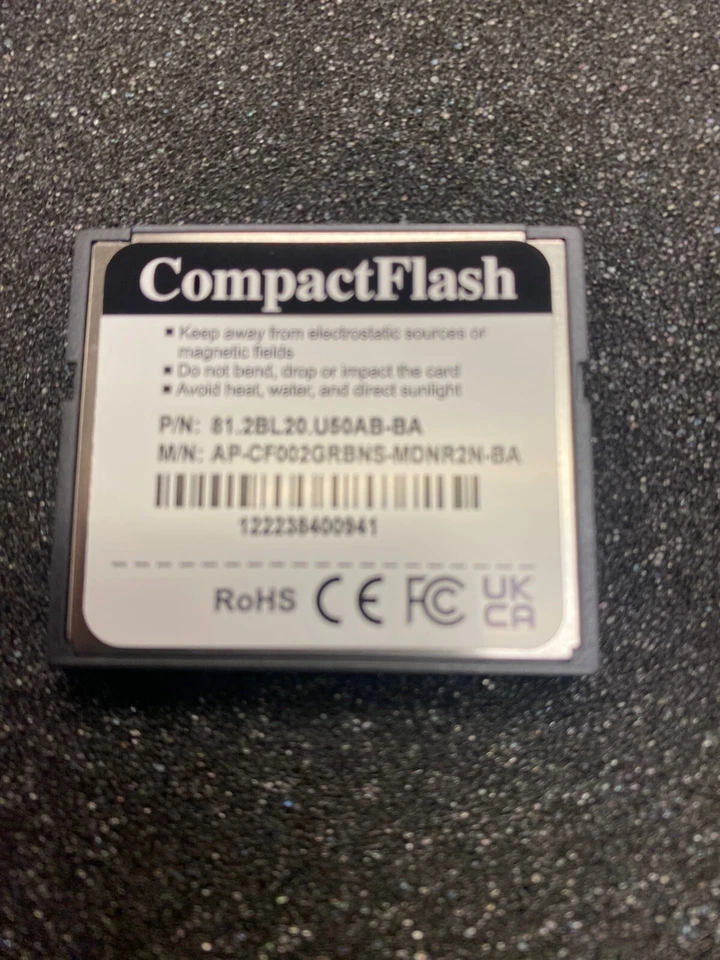 CompactFlash
▪ Keep away from electrostatic sources or
magnetic fields
▪ Do not bend, drop or impact the card
▪ Avoid heat, water, and direct sunlight
P/N: 81.2BL20.U50AB-BA
M/N: AP-CF002GRBNS-MDNR2N-BA
122238400941
RoHS CE FC UK
CA